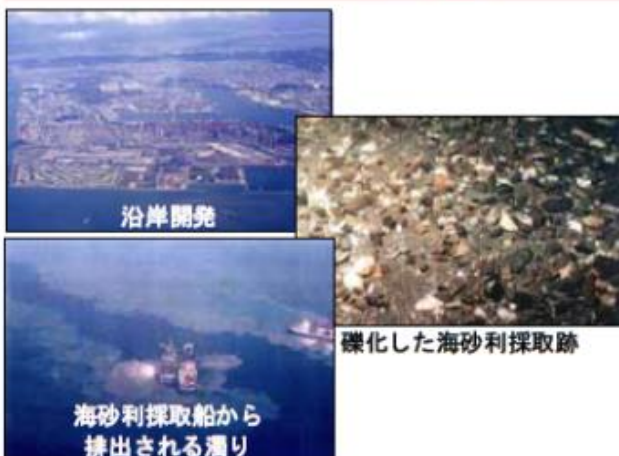 沿岸開発
礫化した海砂利採取跡
海砂利採取船から
排出される濁り